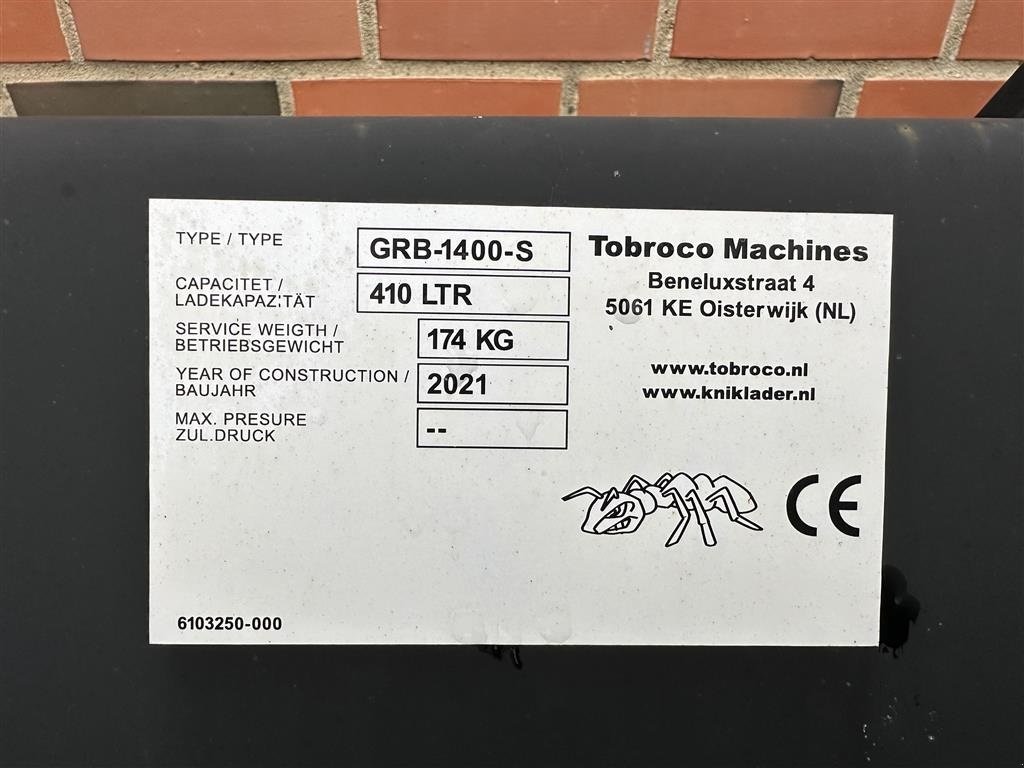 TYPE / TYPE GRB-1400-S
CAPACITET /
LADEKAPAZITÄT 410 LTR
SERVICE WEIGTH /
BETRIEBSGEWICHT 174 KG
YEAR OF CONSTRUCTION /
BAUJAHR 2021
MAX. PRESURE
ZUL.DRUCK --
Tobroco Machines
Beneluxstraat 4
5061 KE Oisterwijk (NL)
www.tobroco.nl
www.kniklader.nl
CE
6103250-000